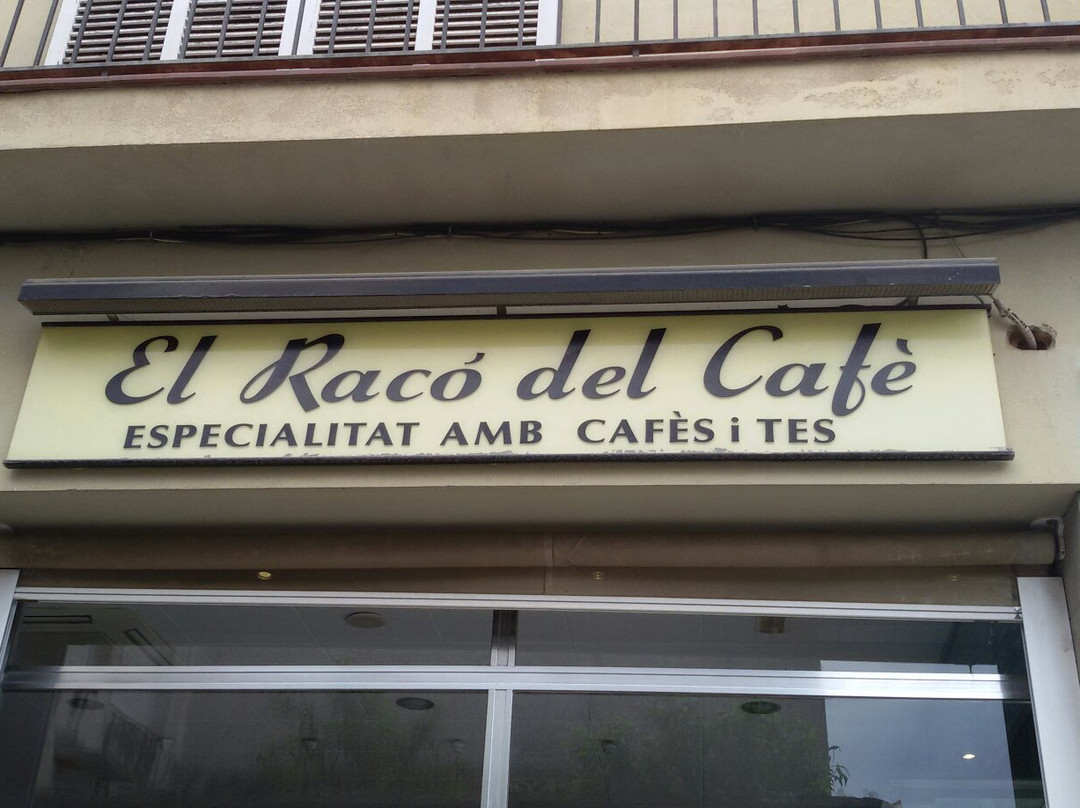 El Racó del Cafè
ESPECIALITAT AMB CAFÈS i TES